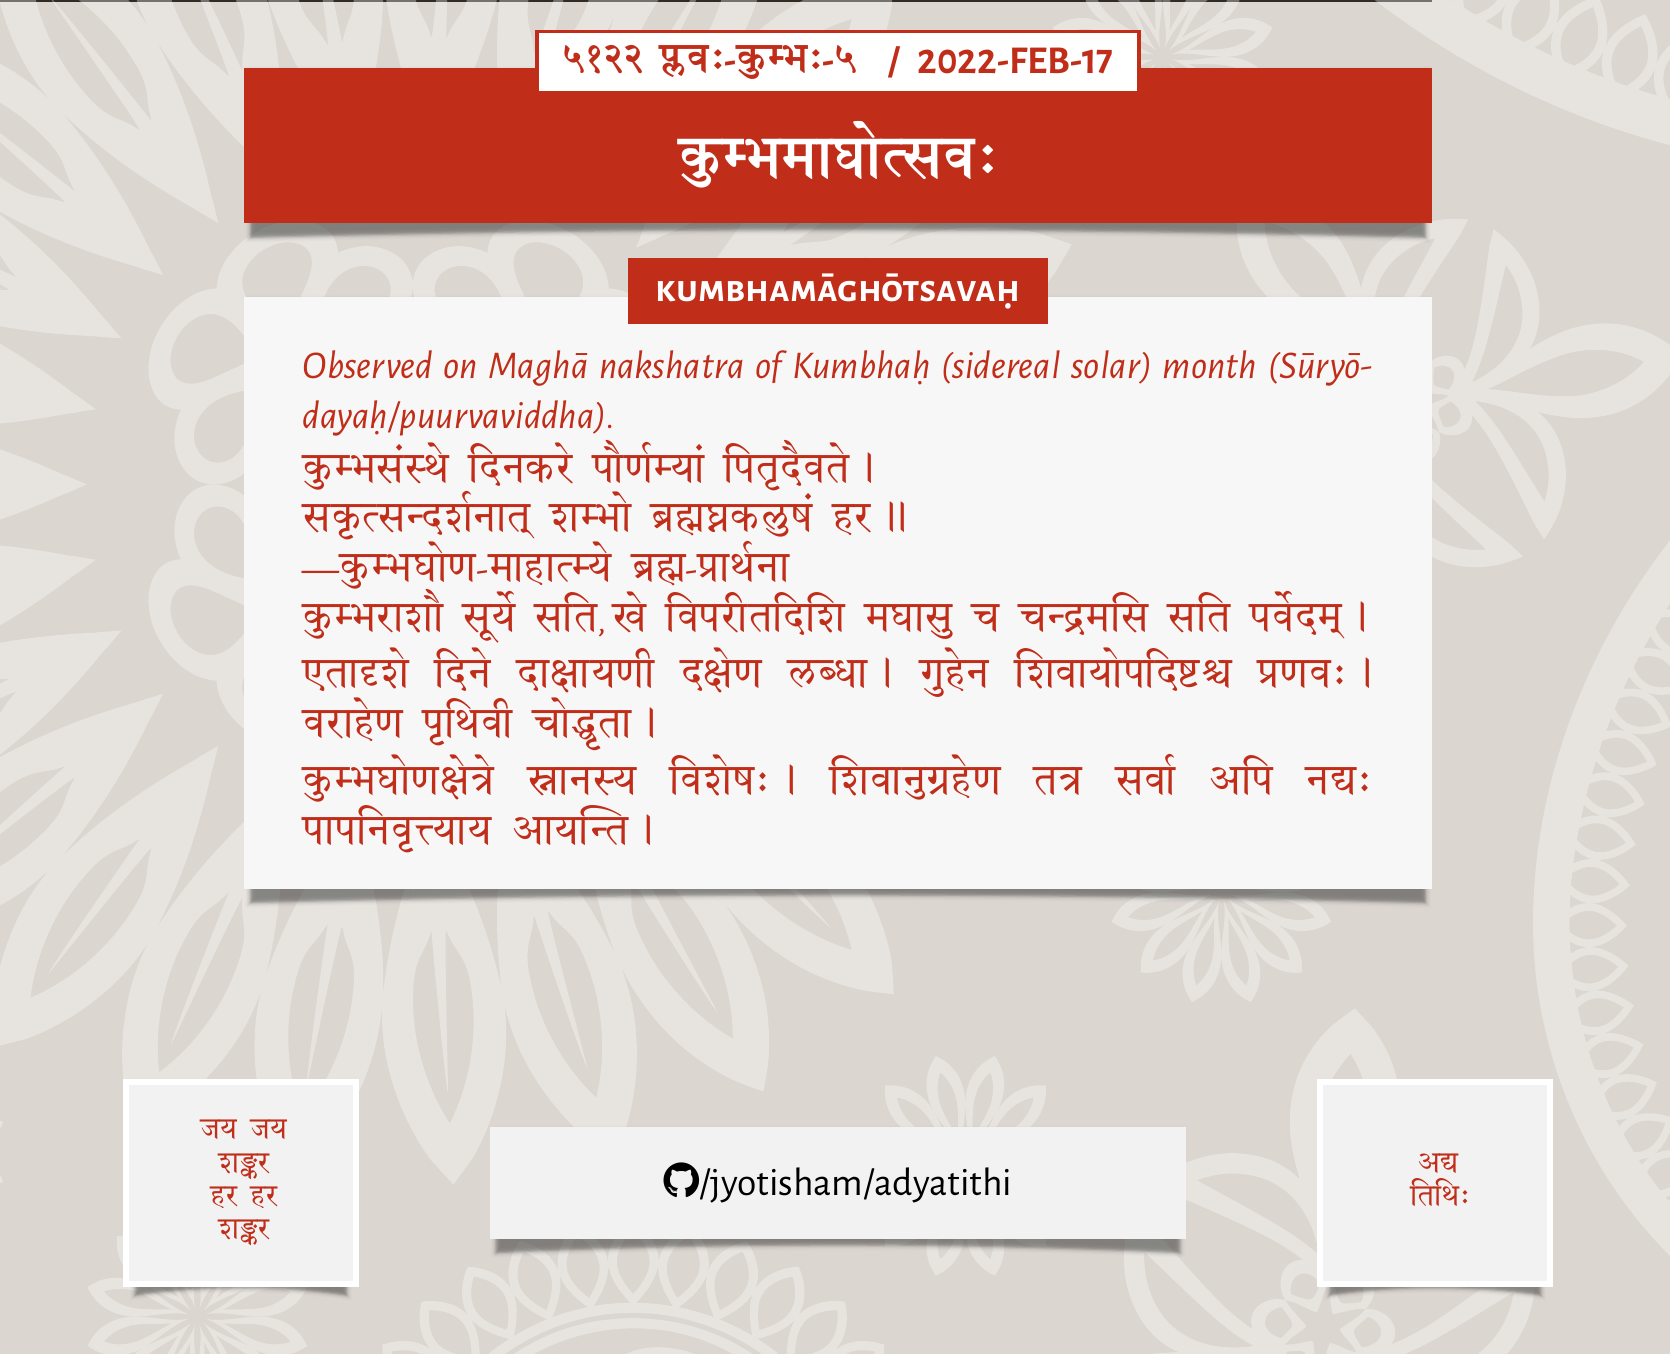 ५१२२ प्लवः-कुम्भः-५ / 2022-FEB-17
कुम्भमाघोत्सवः
KUMBHAMĀGHŌTSAVAḤ
Observed on Maghā nakshatra of Kumbhaḥ (sidereal solar) month (Sūryō-
dayaḥ/puurvaviddha).
कुम्भसंस्थे दिनकरे पौर्णम्यां पितृदैवते।
सकृत्सन्दर्शनात् शम्भो ब्रह्मघ्नकलुषं हर॥
—कुम्भघोण-माहात्म्ये ब्रह्म-प्रार्थना
कुम्भराशौ सूर्ये सति, खे विपरीतदिशि मघासु च चन्द्रमसि सति पर्वेदम्।
एतादृशे दिने दाक्षायणी दक्षेण लब्धा। गुहेन शिवायोपदिष्टश्च प्रणवः।
वराहेण पृथिवी चोद्धृता।
कुम्भघोणक्षेत्रे स्नानस्य विशेषः। शिवानुग्रहेण तत्र सर्वा अपि नद्यः
पापनिवृत्त्याय आयन्ति।
जय जय
शङ्कर
हर हर
शङ्कर
/jyotisham/adyatithi
अद्य
तिथिः